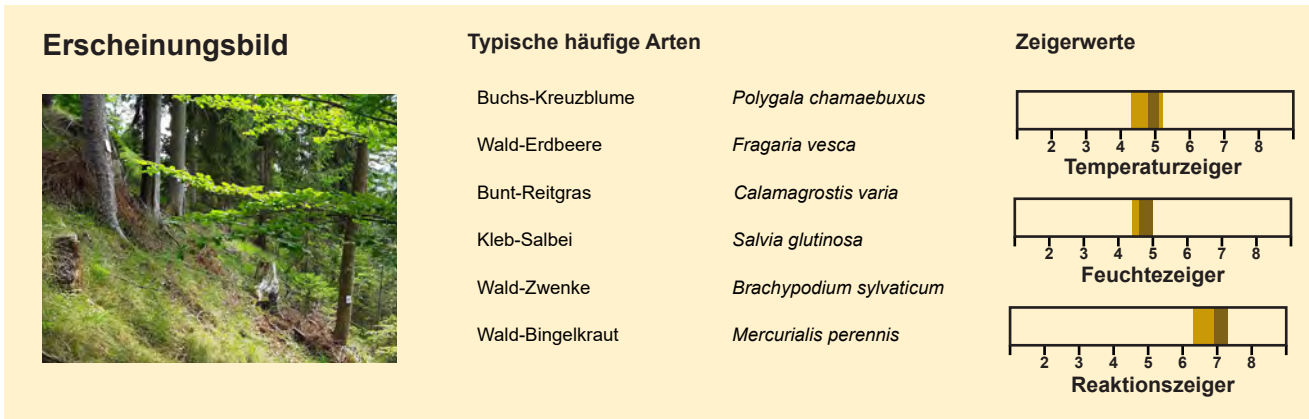 Erscheinungsbild
Typische häufige Arten
Buchs-Kreuzblume Polygala chamaebuxus
Wald-Erdbeere Fragaria vesca
Bunt-Reitgras Calamagrostis varia
Kleb-Salbei Salvia glutinosa
Wald-Zwenke Brachypodium sylvaticum
Wald-Bingelkraut Mercurialis perennis
Zeigerwerte
2 3 4 5 6 7 8
Temperaturzeiger
2 3 4 5 6 7 8
Feuchtezeiger
2 3 4 5 6 7 8
Reaktionszeiger